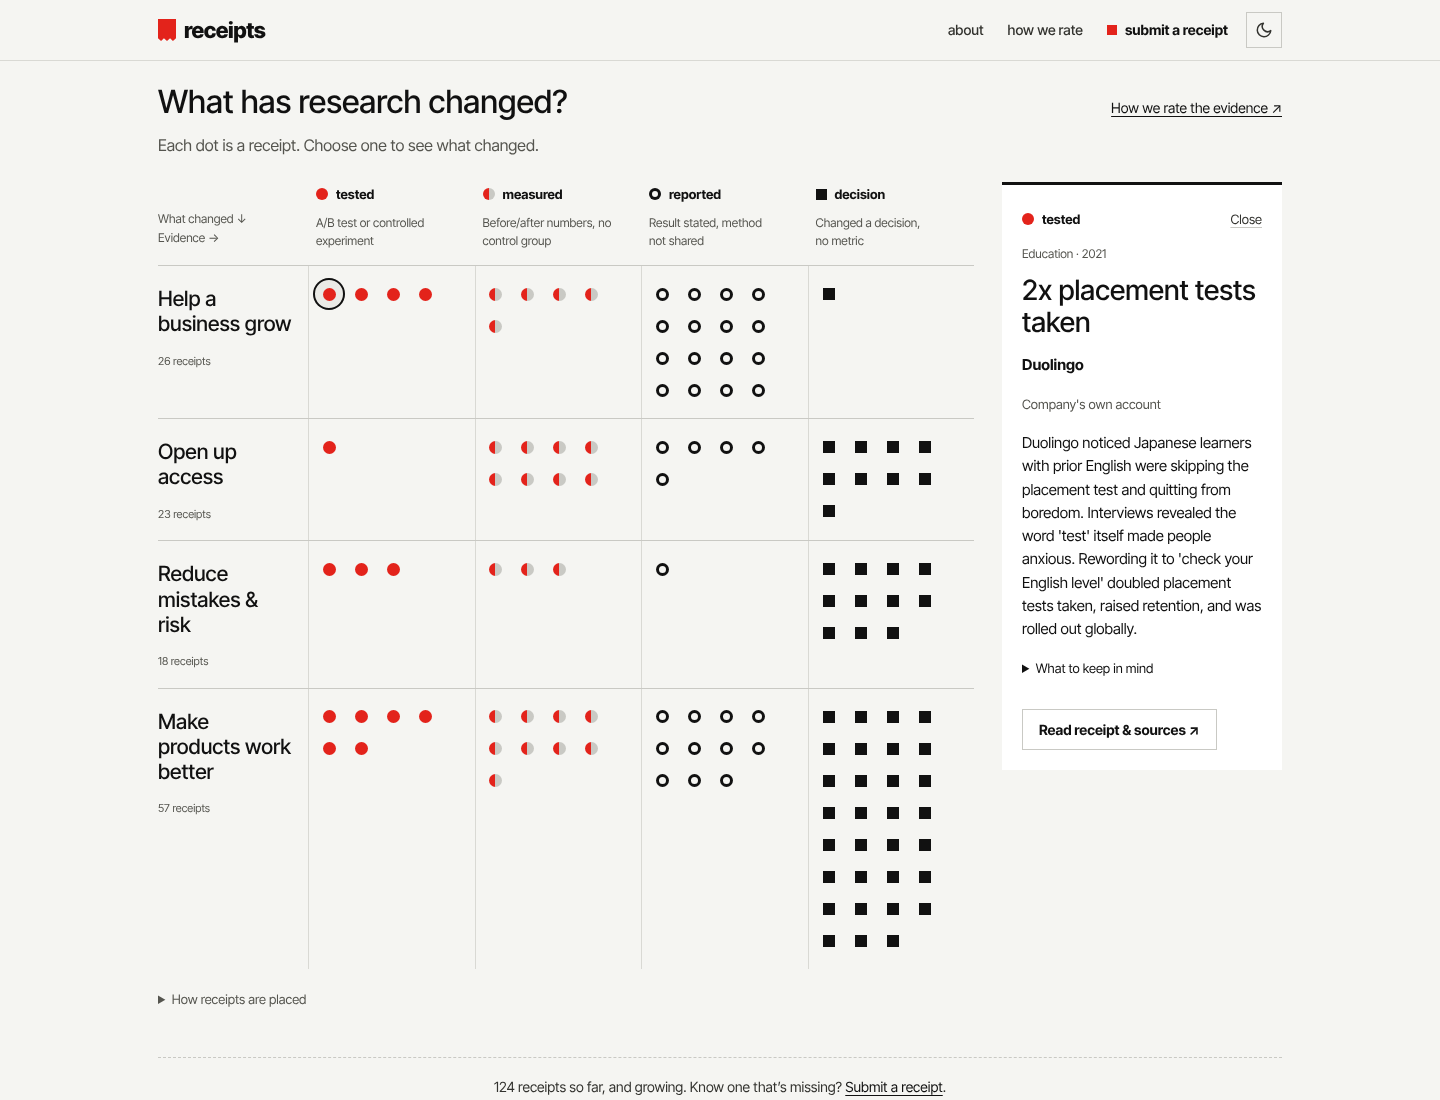 receipts
about
how we rate
submit a receipt
What has research changed?
How we rate the evidence ↗
Each dot is a receipt. Choose one to see what changed.
What changed ↓
Evidence →
tested
A/B test or controlled
experiment
measured
Before/after numbers, no
control group
reported
Result stated, method
not shared
decision
Changed a decision,
no metric
Help a
business grow
26 receipts
Open up
access
23 receipts
Reduce
mistakes &
risk
18 receipts
Make
products work
better
57 receipts
tested
Close
Education · 2021
2x placement tests
taken
Duolingo
Company's own account
Duolingo noticed Japanese learners
with prior English were skipping the
placement test and quitting from
boredom. Interviews revealed the
word 'test' itself made people
anxious. Rewording it to 'check your
English level' doubled placement
tests taken, raised retention, and was
rolled out globally.
What to keep in mind
Read receipt & sources ↗
How receipts are placed
124 receipts so far, and growing. Know one that’s missing? Submit a receipt.